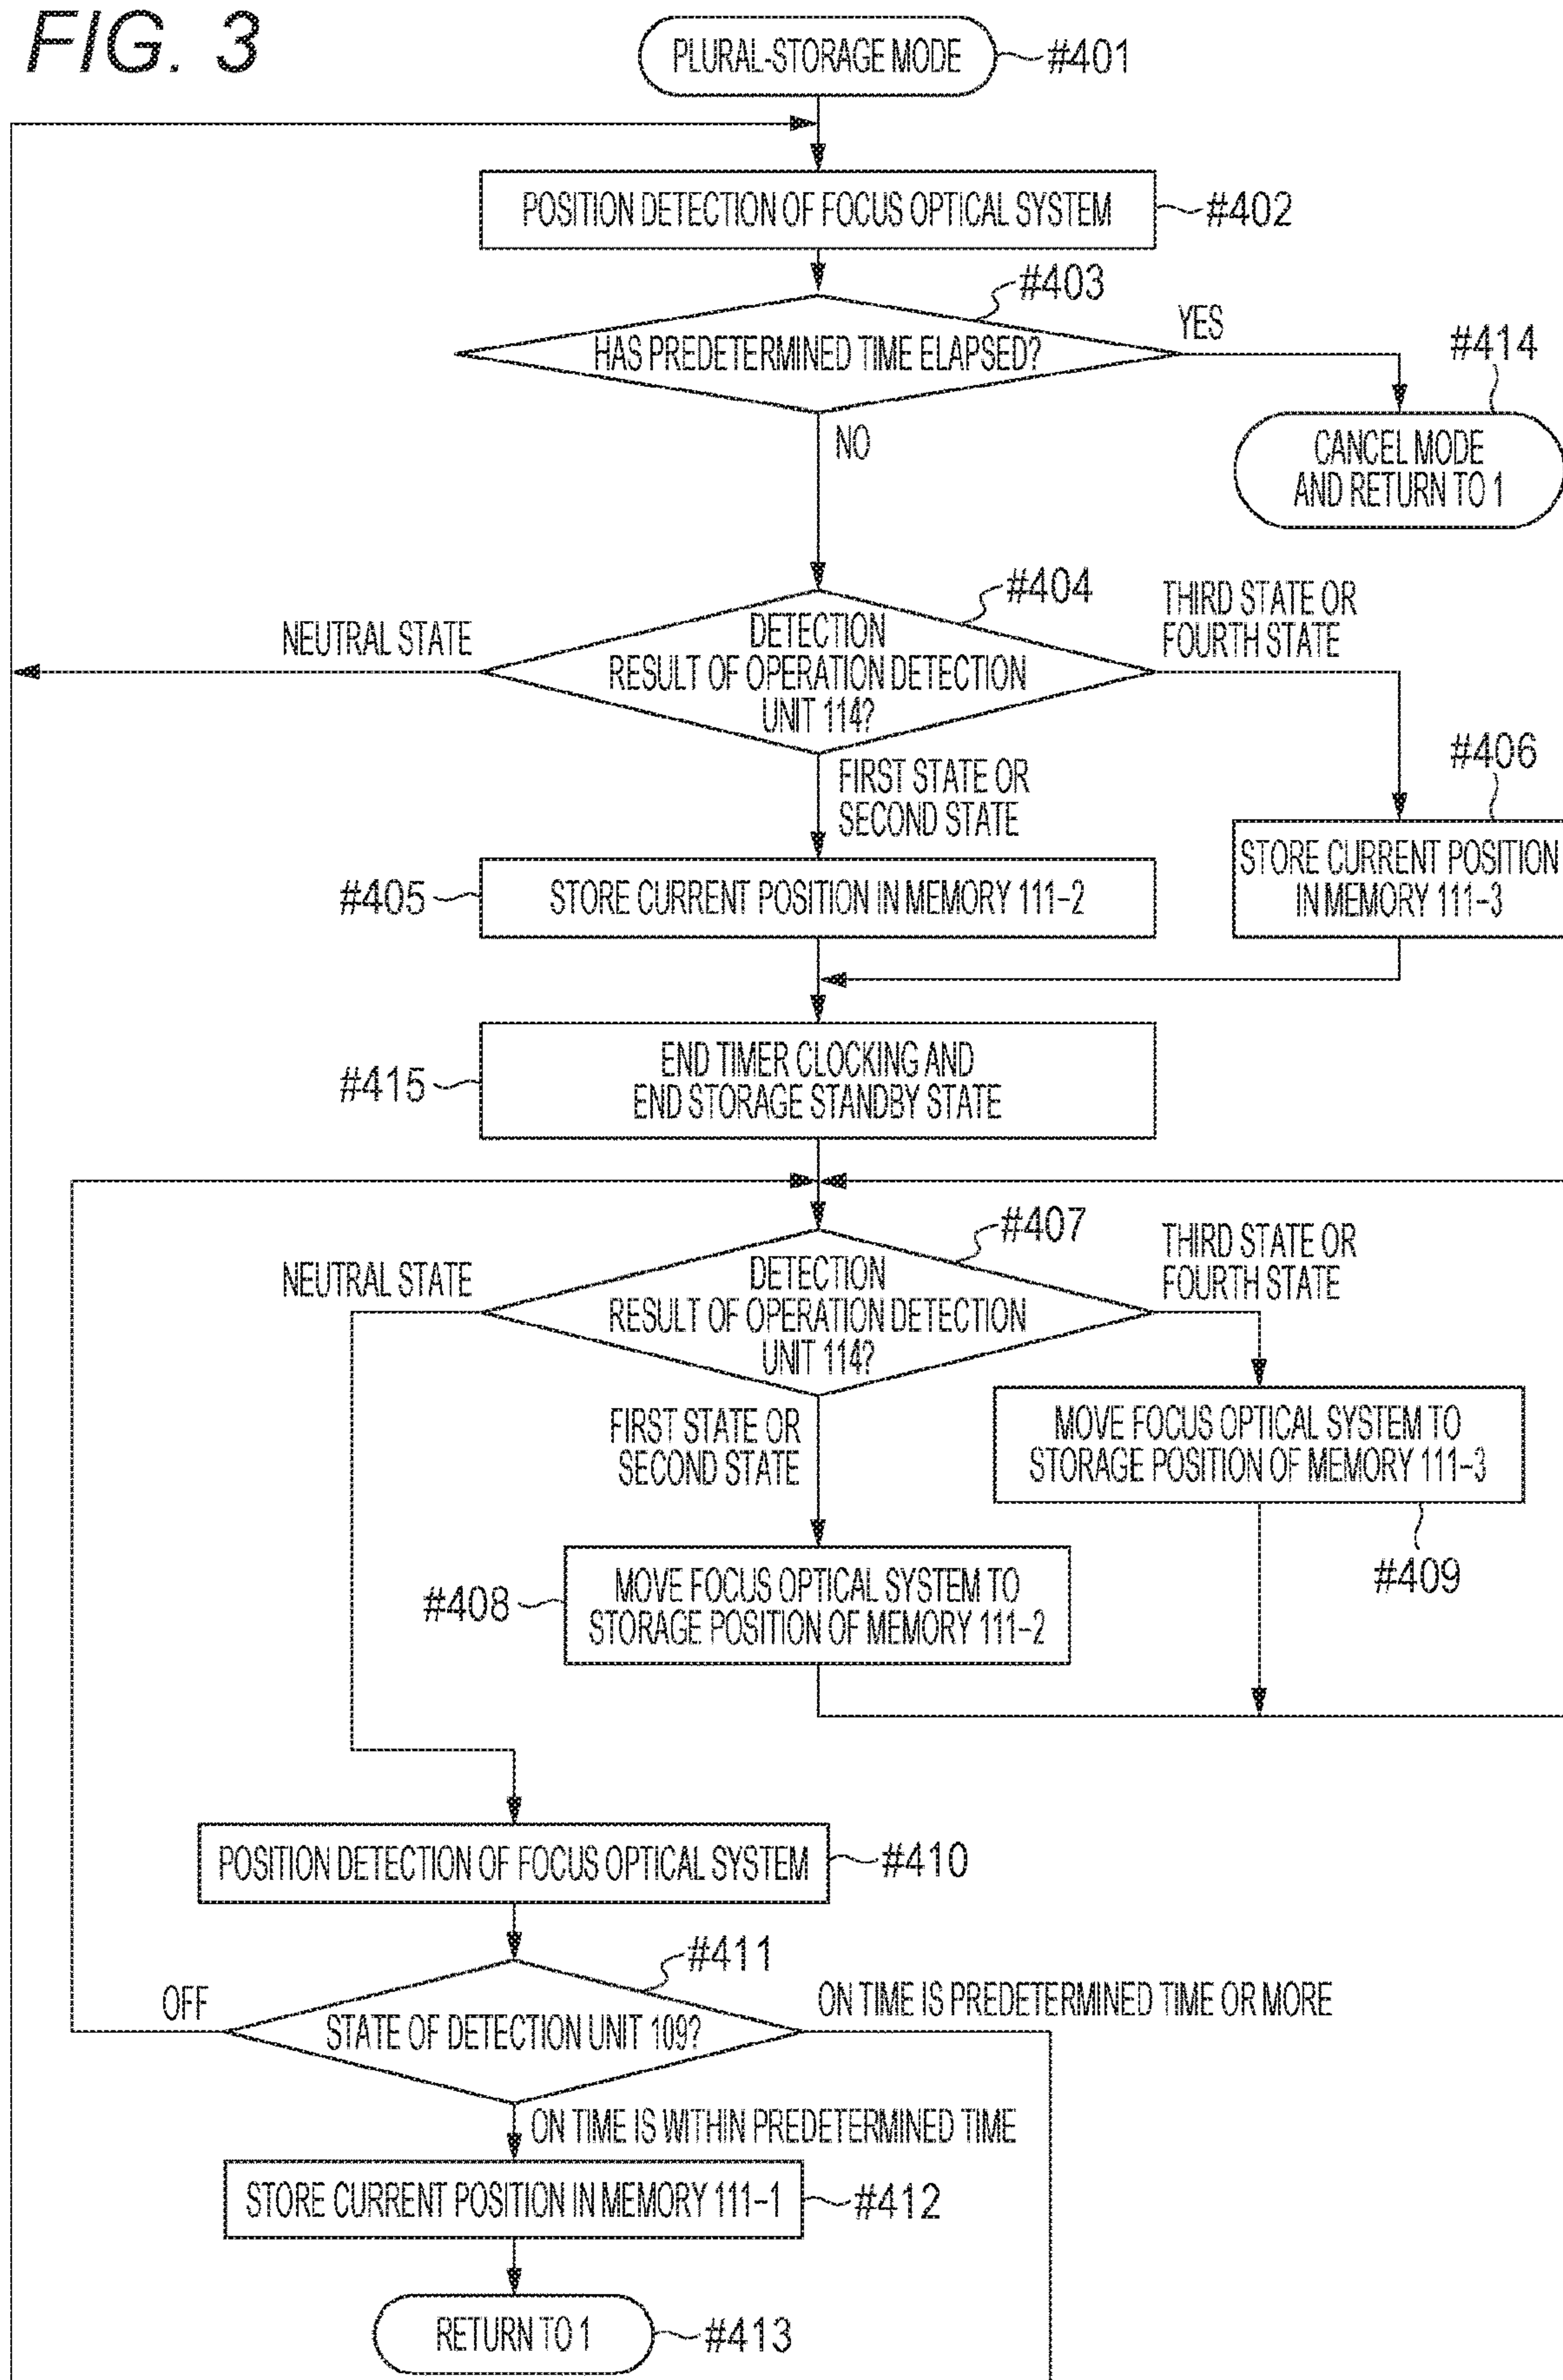 FIG. 3
PLURAL-STORAGE MODE
#401
POSITION DETECTION OF FOCUS OPTICAL SYSTEM
#402
#403
HAS PREDETERMINED TIME ELAPSED?
YES
NO
#414
CANCEL MODE
AND RETURN TO 1
#404
NEUTRAL STATE
DETECTION
RESULT OF OPERATION DETECTION
UNIT 114?
THIRD STATE OR
FOURTH STATE
FIRST STATE OR
SECOND STATE
#406
STORE CURRENT POSITION
IN MEMORY 111-3
#405
STORE CURRENT POSITION IN MEMORY 111-2
#415
END TIMER CLOCKING AND
END STORAGE STANDBY STATE
#407
NEUTRAL STATE
DETECTION
RESULT OF OPERATION DETECTION
UNIT 114?
THIRD STATE OR
FOURTH STATE
FIRST STATE OR
SECOND STATE
MOVE FOCUS OPTICAL SYSTEM TO
STORAGE POSITION OF MEMORY 111-3
#409
#408
MOVE FOCUS OPTICAL SYSTEM TO
STORAGE POSITION OF MEMORY 111-2
POSITION DETECTION OF FOCUS OPTICAL SYSTEM
#410
#411
OFF
STATE OF DETECTION UNIT 109?
ON TIME IS PREDETERMINED TIME OR MORE
ON TIME IS WITHIN PREDETERMINED TIME
STORE CURRENT POSITION IN MEMORY 111-1
#412
RETURN TO 1
#413